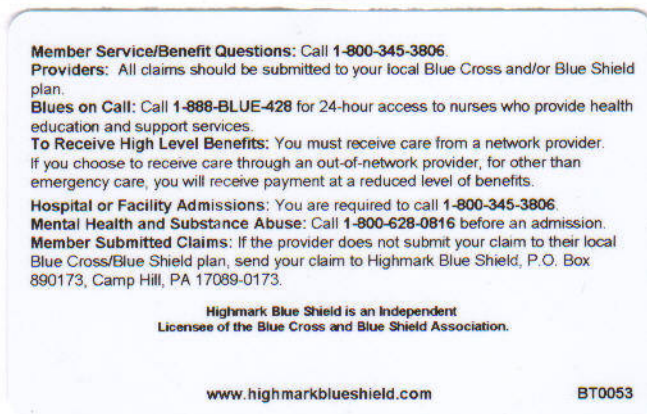 Member Service/Benefit Questions: Call 1-800-345-3806.
Providers: All claims should be submitted to your local Blue Cross and/or Blue Shield
plan.
Blues on Call: Call 1-888-BLUE-428 for 24-hour access to nurses who provide health
education and support services.
To Receive High Level Benefits: You must receive care from a network provider.
If you choose to receive care through an out-of-network provider, for other than
emergency care, you will receive payment at a reduced level of benefits.
Hospital or Facility Admissions: You are required to call 1-800-345-3806.
Mental Health and Substance Abuse: Call 1-800-628-0816 before an admission.
Member Submitted Claims: If the provider does not submit your claim to their local
Blue Cross/Blue Shield plan, send your claim to Highmark Blue Shield, P.O. Box
890173, Camp Hill, PA 17089-0173.
Highmark Blue Shield is an Independent
Licensee of the Blue Cross and Blue Shield Association.
www.highmarkblueshield.com BT0053